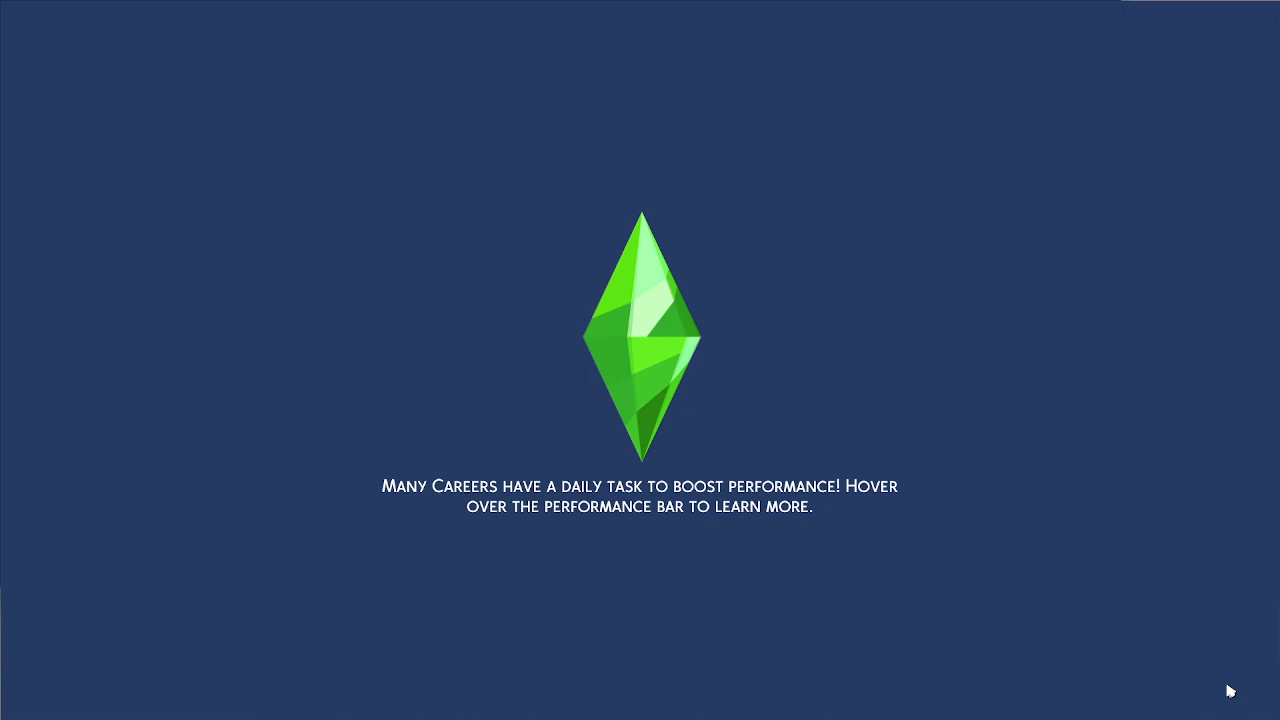 Many Careers have a daily task to boost performance! Hover
over the performance bar to learn more.